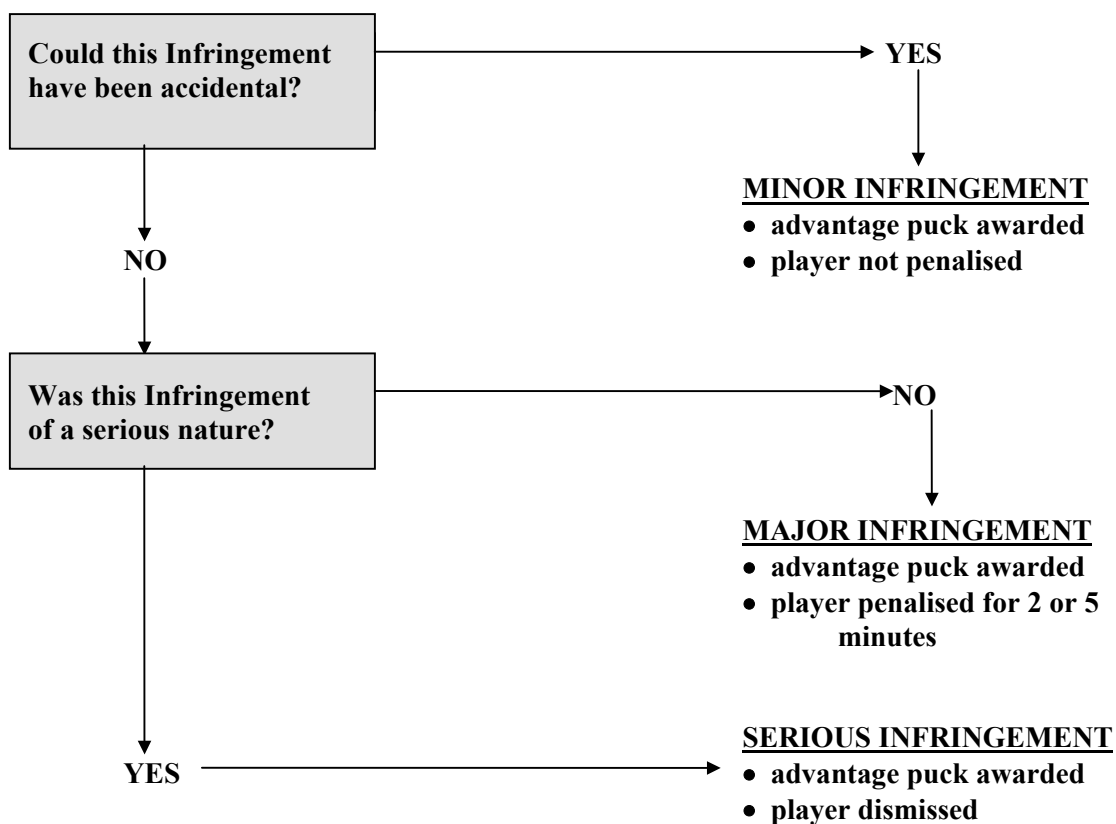 Could this Infringement
have been accidental?
YES
MINOR INFRINGEMENT
• advantage puck awarded
• player not penalised
NO
Was this Infringement
of a serious nature?
NO
MAJOR INFRINGEMENT
• advantage puck awarded
• player penalised for 2 or 5
minutes
YES
SERIOUS INFRINGEMENT
• advantage puck awarded
• player dismissed